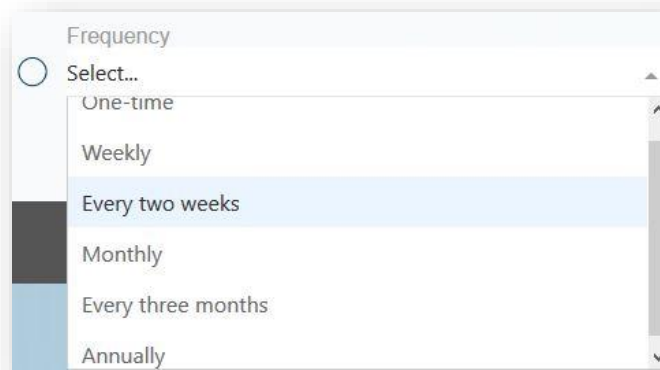 Frequency
Select...
One-time
Weekly
Every two weeks
Monthly
Every three months
Annually